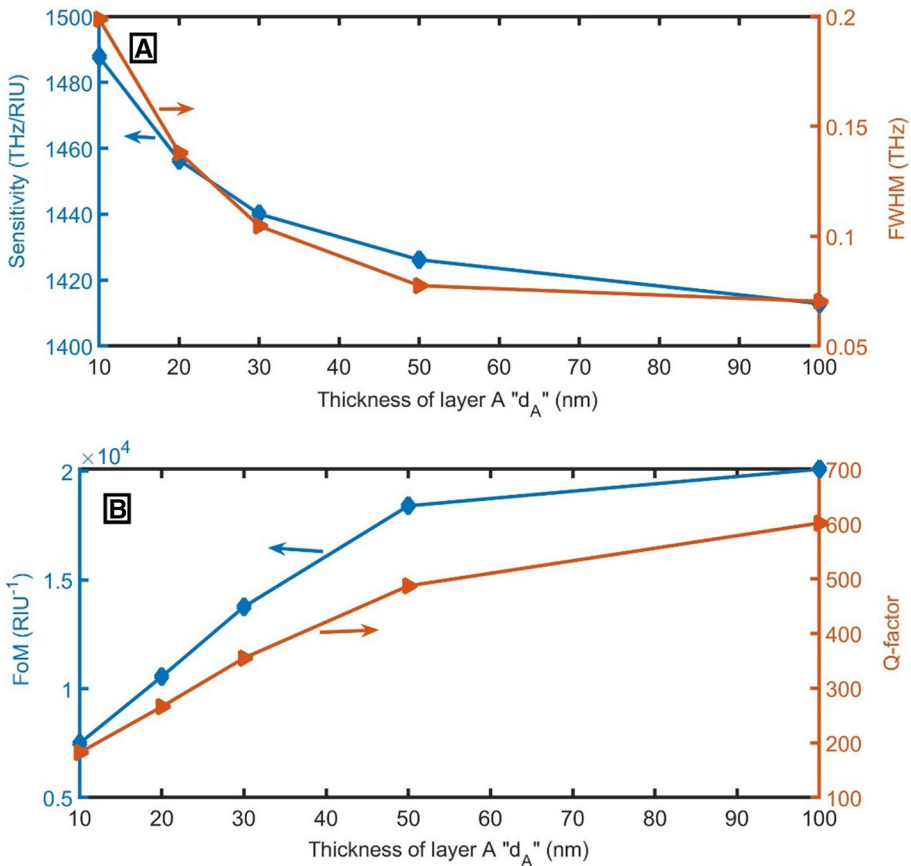 A
Sensitivity (THz/RIU)
1500
1480
1460
1440
1420
1400
0.2
0.15
0.1
0.05
FWHM (THz)
10 20 30 40 50 60 70 80 90 100
Thickness of layer A "d_A" (nm)
×10^4
B
FoM (RIU^-1)
2
1.5
1
0.5
700
600
500
400
300
200
100
Q-factor
10 20 30 40 50 60 70 80 90 100
Thickness of layer A "d_A" (nm)